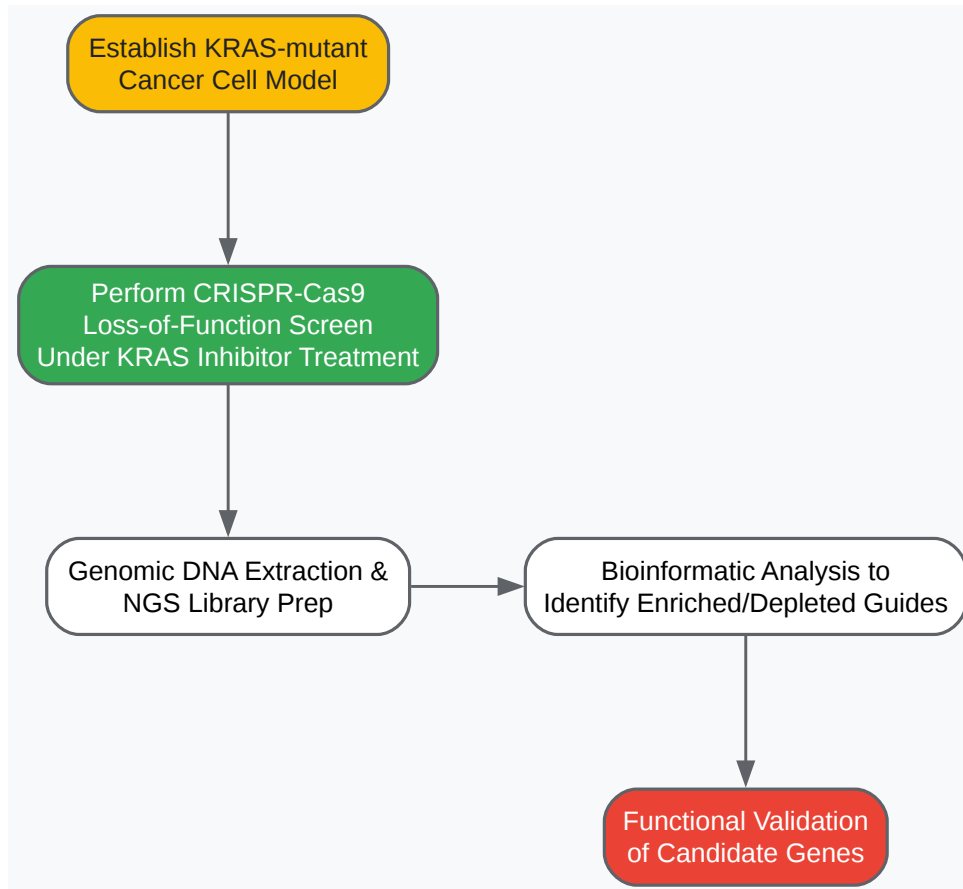 Establish KRAS-mutant
Cancer Cell Model
Perform CRISPR-Cas9
Loss-of-Function Screen
Under KRAS Inhibitor Treatment
Genomic DNA Extraction &
NGS Library Prep
Bioinformatic Analysis to
Identify Enriched/Depleted Guides
Functional Validation
of Candidate Genes